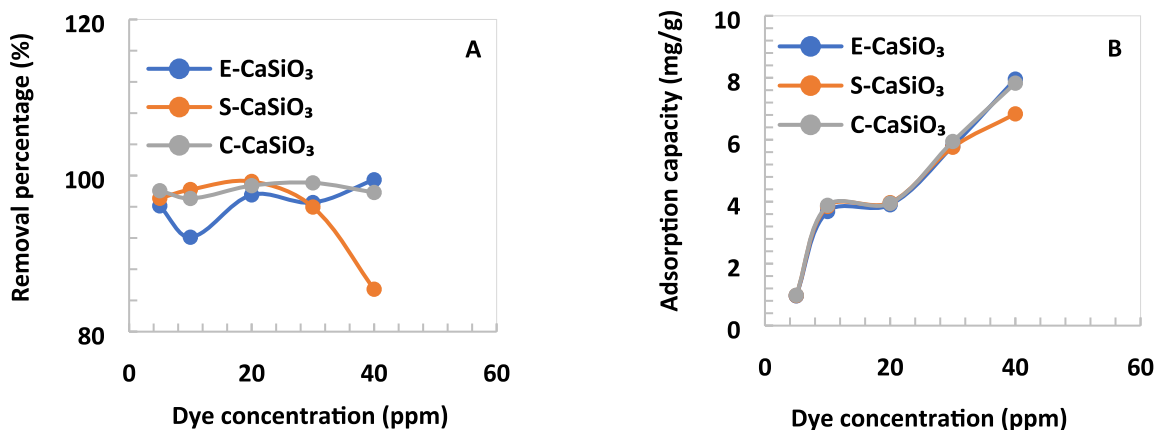 120
A
E-CaSiO₃
S-CaSiO₃
C-CaSiO₃
100
80
0 20 40 60
Removal percentage (%)
Dye concentration (ppm)
10
B
E-CaSiO₃
8
S-CaSiO₃
C-CaSiO₃
6
4
2
0
0 20 40 60
Adsorption capacity (mg/g)
Dye concentration (ppm)